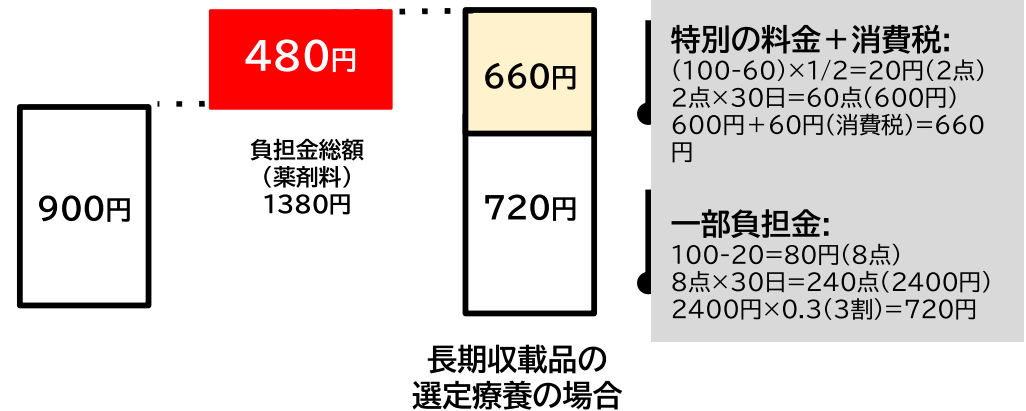 900円
480円
負担金総額
（薬剤料）
1380円
660円
720円
長期収載品の
選定療養の場合
特別の料金＋消費税:
(100-60)×1/2=20円(2点)
2点×30日=60点(600円)
600円＋60円(消費税)=660
円
一部負担金:
100-20=80円(8点)
8点×30日=240点(2400円)
2400円×0.3(3割)=720円